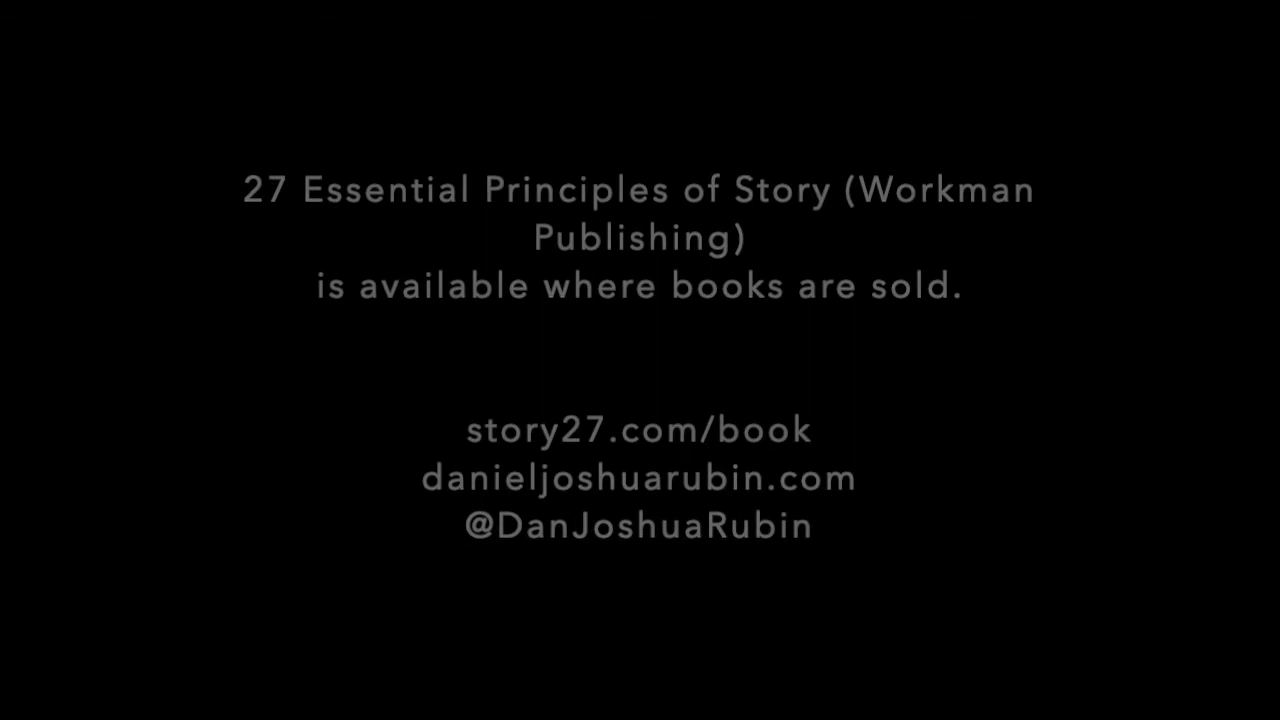 27 Essential Principles of Story (Workman
Publishing)
is available where books are sold.
story27.com/book
danieljoshuarubin.com
@DanJoshuaRubin